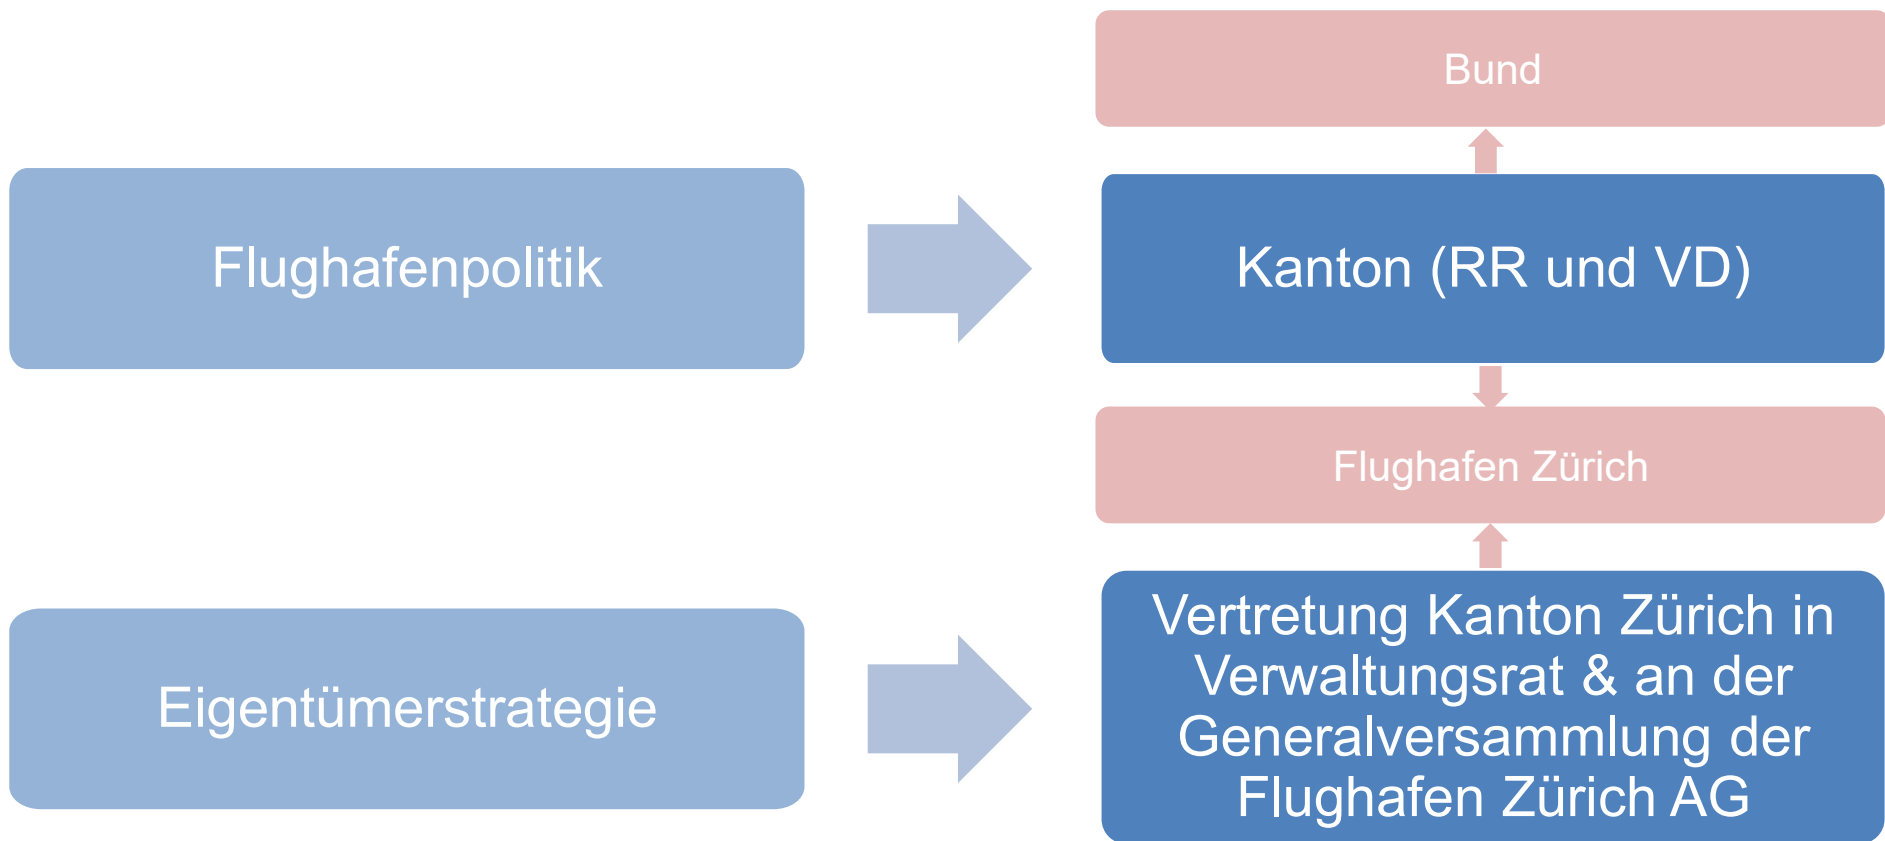 Bund
Flughafenpolitik
Kanton (RR und VD)
Flughafen Zürich
Eigentümerstrategie
Vertretung Kanton Zürich in
Verwaltungsrat & an der
Generalversammlung der
Flughafen Zürich AG